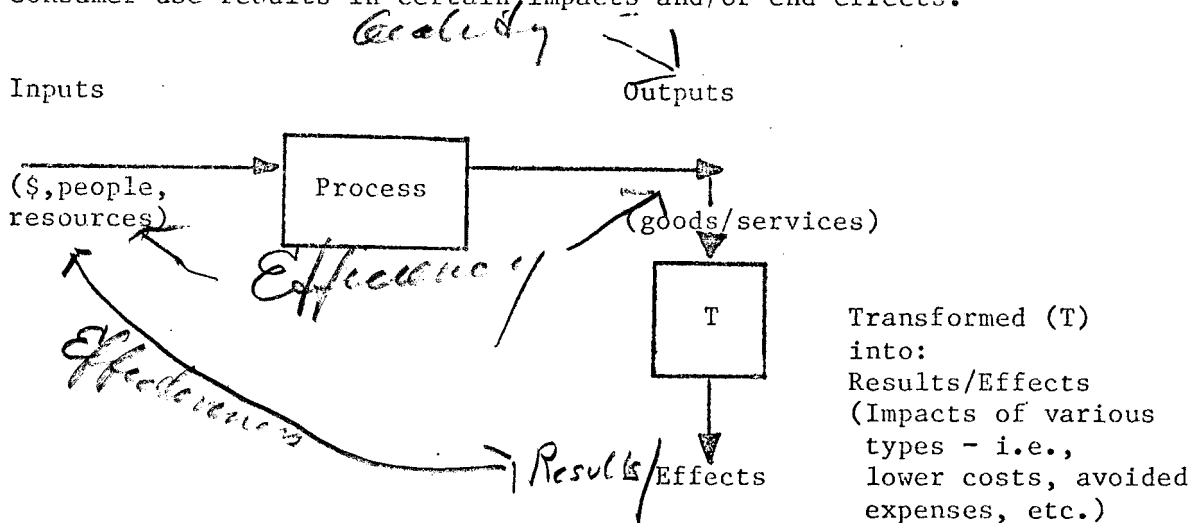 consumer use results in certain impacts and/or end effects.
Quality
Inputs
Outputs
($,people,
resources)
Process
(goods/services)
Efficiency
T
Transformed (T)
into:
Results/Effects
(Impacts of various
types - i.e.,
lower costs, avoided
expenses, etc.)
Effectiveness
Results/Effects